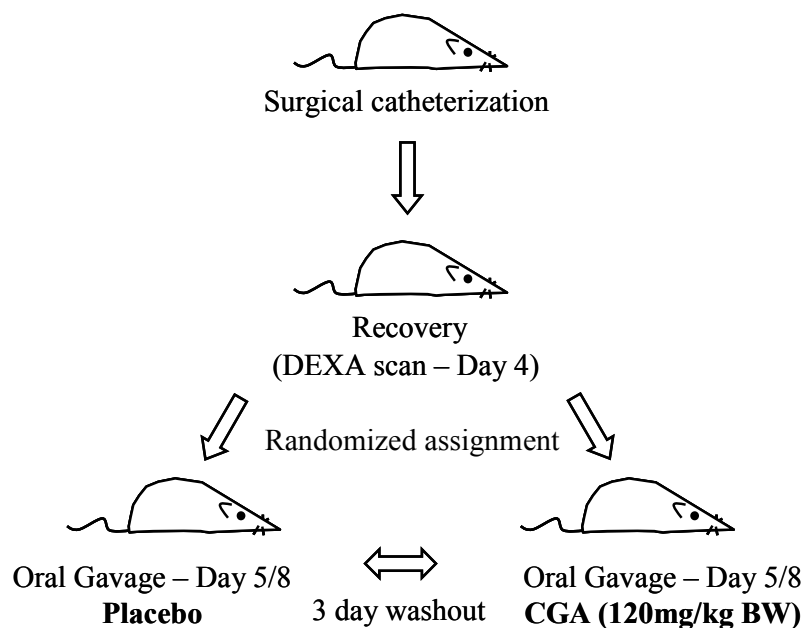 Surgical catheterization
Recovery
(DEXA scan – Day 4)
Randomized assignment
Oral Gavage – Day 5/8
Placebo
3 day washout
Oral Gavage – Day 5/8
CGA (120mg/kg BW)